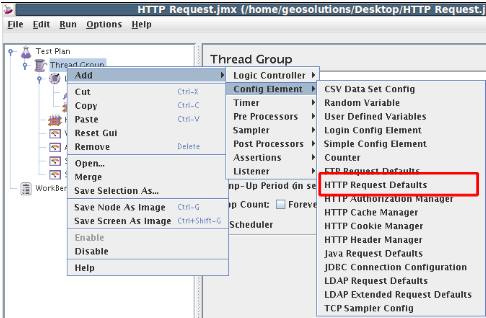 HTTP Request.jmx (/home/geosolutions/Desktop/HTTP Request.j
File Edit Run Options Help
Test Plan
Thread Group
WorkBen
Thread Group
Add
Cut Ctrl-X
Copy Ctrl-C
Paste Ctrl-V
Reset Gui
Remove Delete
Open...
Merge
Save Selection As...
Save Node As Image Ctrl-G
Save Screen As Image Ctrl+Shift-G
Enable
Disable
Help
Logic Controller
Config Element
Timer
Pre Processors
Sampler
Post Processors
Assertions
Listener
mp-Up Period (in se
op Count: Foreve
Scheduler
CSV Data Set Config
Random Variable
User Defined Variables
Login Config Element
Simple Config Element
Counter
FTP Request Defaults
HTTP Request Defaults
HTTP Authorization Manager
HTTP Cache Manager
HTTP Cookie Manager
HTTP Header Manager
Java Request Defaults
JDBC Connection Configuration
LDAP Request Defaults
LDAP Extended Request Defaults
TCP Sampler Config